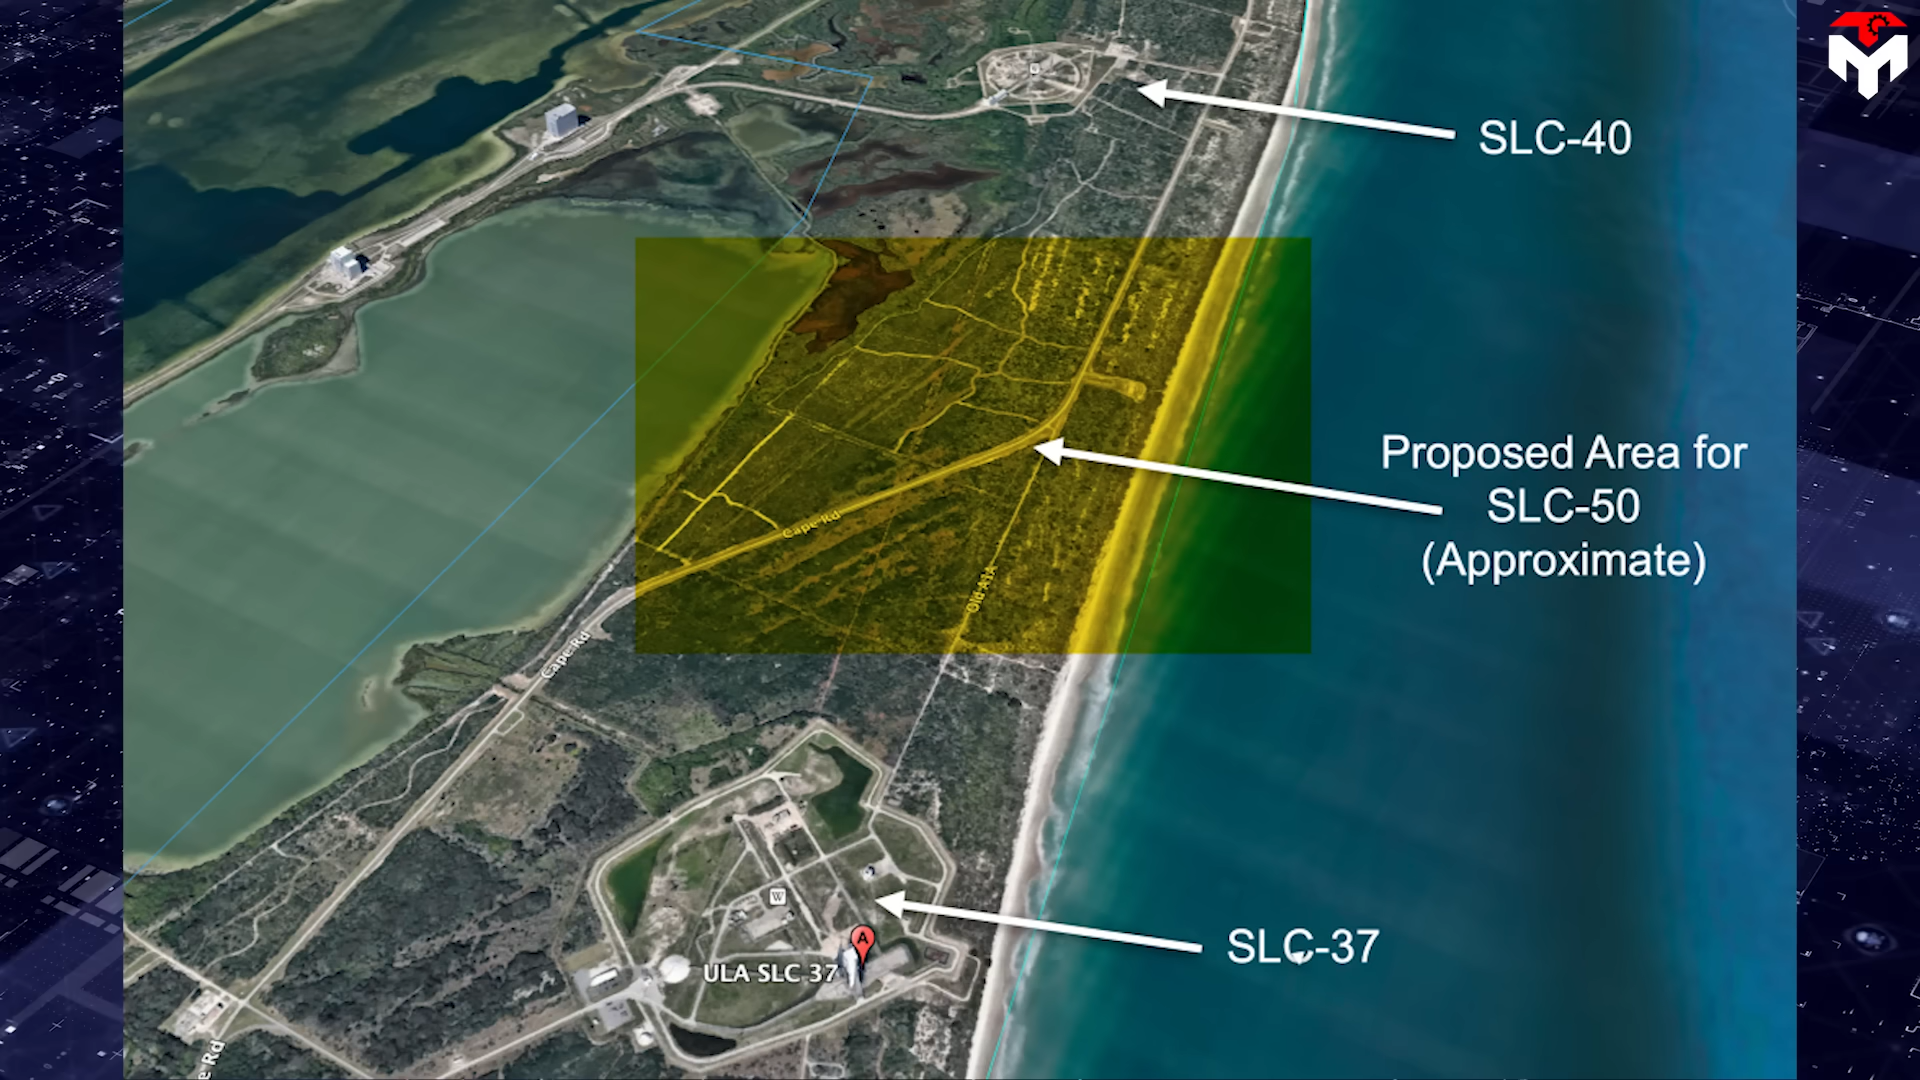 SLC-40
Proposed Area for
SLC-50
(Approximate)
Cape Rd
Old A1A
Cape Rd
W
A
SLC-37
ULA SLC 37
e Rd